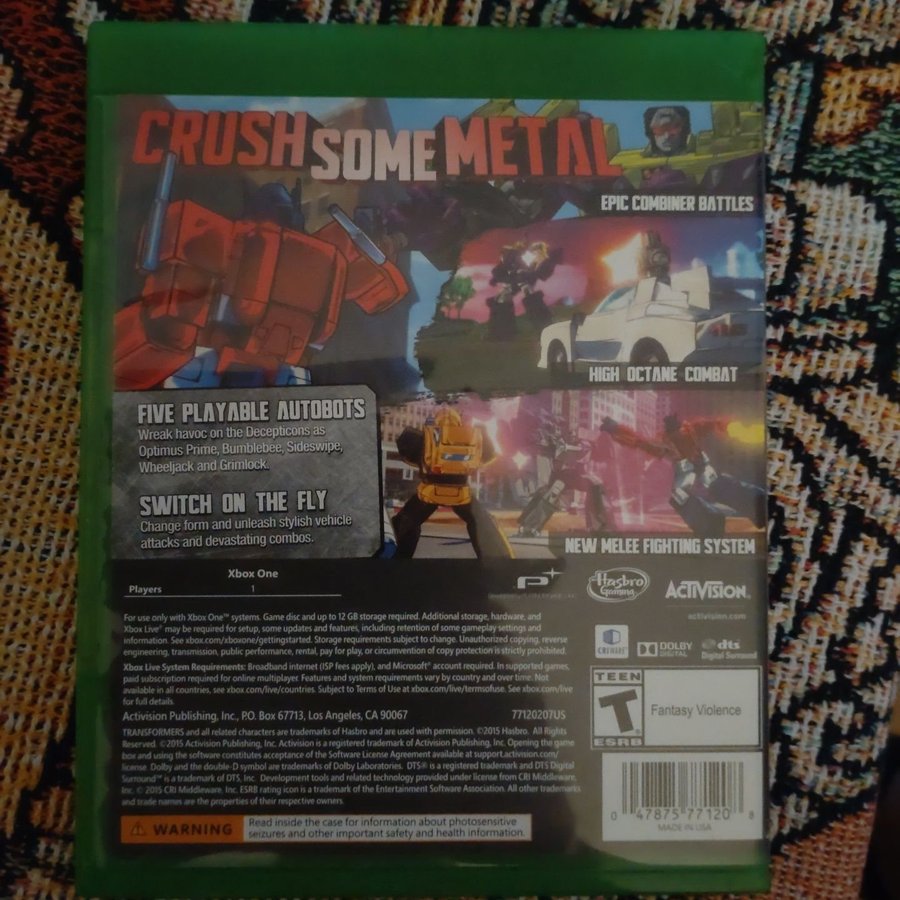 CRUSH SOME METAL
EPIC COMBINER BATTLES
HIGH OCTANE COMBAT
FIVE PLAYABLE AUTOBOTS
Wreak havoc on the Decepticons as
Optimus Prime, Bumblebee, Sideswipe,
Wheeljack and Grimlock.
SWITCH ON THE FLY
Change form and unleash stylish vehicle
attacks and devastating combos.
NEW MELEE FIGHTING SYSTEM
Xbox One
Players 1
P
Hasbro
Gaming
ACTIVISION
activision.com
For use only with Xbox One™ systems. Game disc and up to 12 GB storage required. Additional storage, hardware, and
Xbox Live® may be required for setup, some updates and features, including retention of some gameplay settings and
information. See xbox.com/xboxone/gettingstarted. Storage requirements subject to change. Unauthorized copying, reverse
engineering, transmission, public performance, rental, pay for play, or circumvention of copy protection is strictly prohibited.
Xbox Live System Requirements: Broadband internet (ISP fees apply), and Microsoft® account required. In supported games,
paid subscription required for online multiplayer. Features and system requirements vary by country and over time. Not
available in all countries, see xbox.com/live/countries. Subject to Terms of Use at xbox.com/live/termsofuse. See xbox.com/live
for full details.
Activision Publishing, Inc., P.O. Box 67713, Los Angeles, CA 90067 77120207US
TRANSFORMERS and all related characters are trademarks of Hasbro and are used with permission. ©2015 Hasbro. All Rights
Reserved. ©2015 Activision Publishing, Inc. Activision is a registered trademark of Activision Publishing, Inc. Opening the game
box and using the software constitutes acceptance of the Software License Agreement available at support.activision.com/
license. Dolby and the double-D symbol are trademarks of Dolby Laboratories. DTS® is a registered trademark and DTS Digital
Surround™ is a trademark of DTS, Inc. Development tools and related technology provided under license from CRI Middleware,
Inc. © 2015 CRI Middleware, Inc. ESRB rating icon is a trademark of the Entertainment Software Association. All other trademarks
and trade names are the properties of their respective owners.
CRIWARE
DOLBY
DIGITAL
dts
Digital Surround
TEEN
T
ESRB
Fantasy Violence
WARNING
Read inside the case for information about photosensitive
seizures and other important safety and health information.
0 47875 77120 8
MADE IN USA